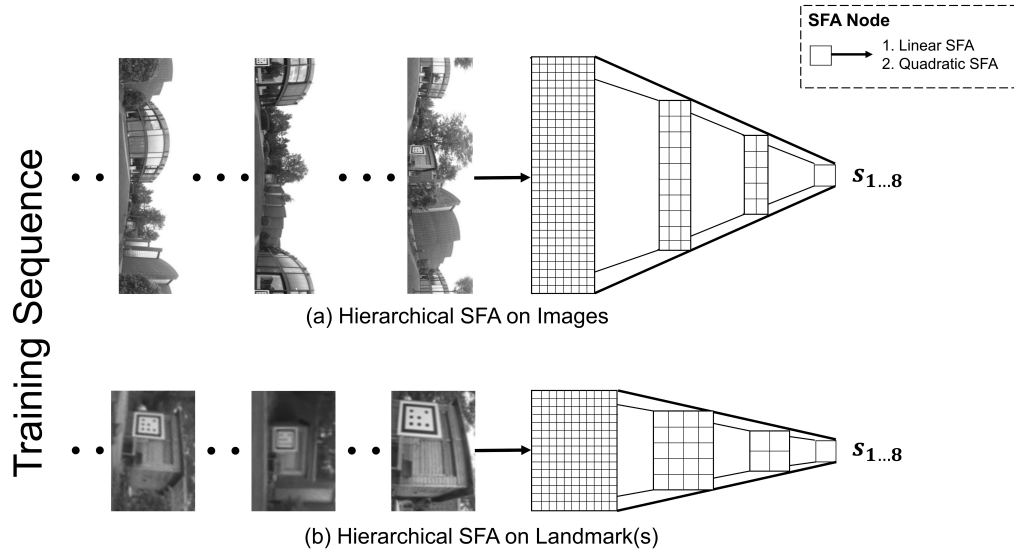 SFA Node
1. Linear SFA
2. Quadratic SFA
Training Sequence
s1...8
(a) Hierarchical SFA on Images
s1...8
(b) Hierarchical SFA on Landmark(s)